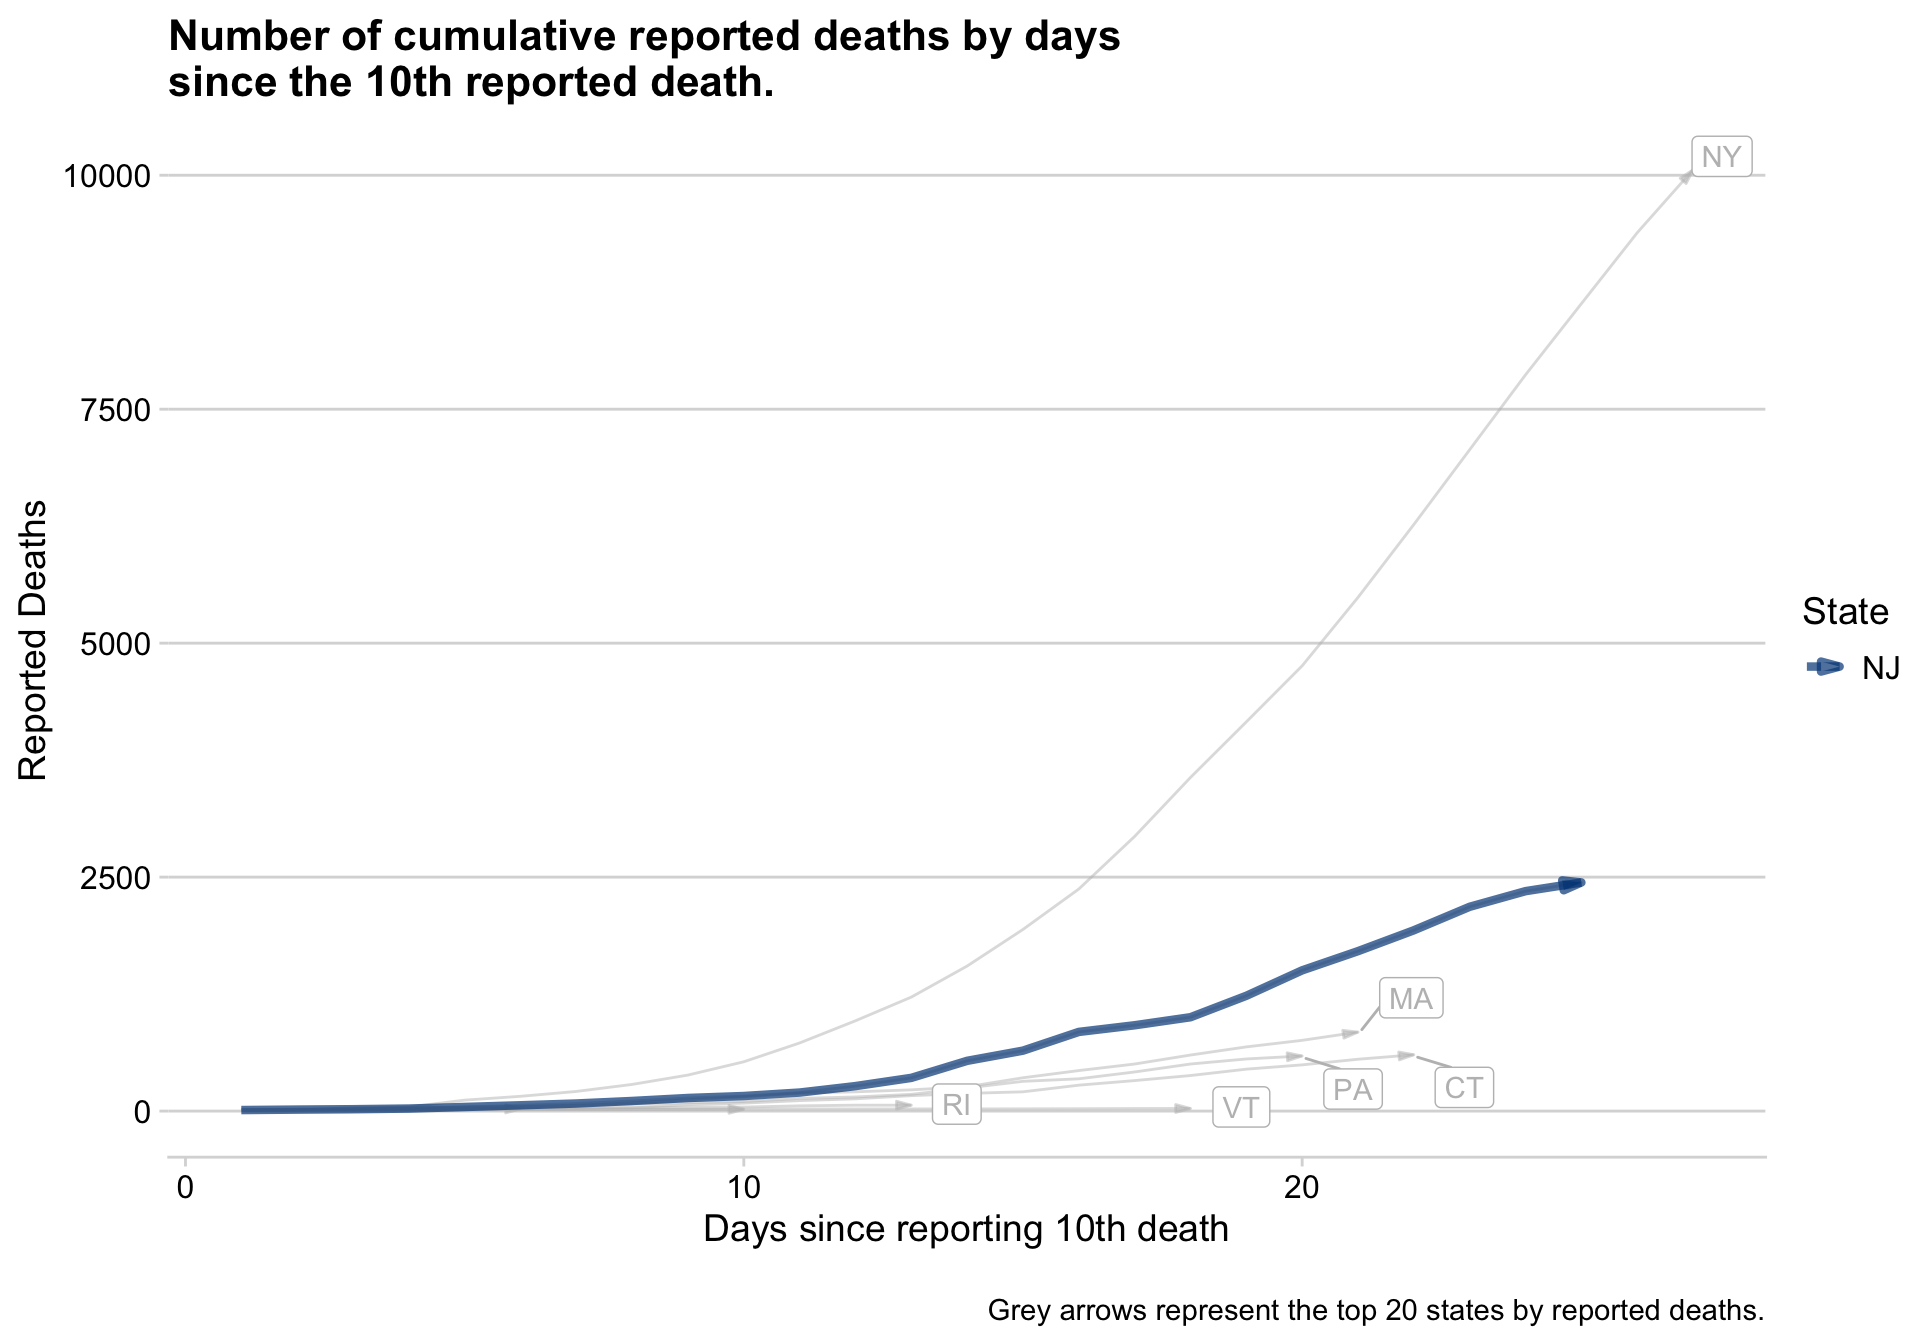 Number of cumulative reported deaths by days
since the 10th reported death.
10000
7500
5000
2500
0
Reported Deaths
NY
MA
PA
CT
RI
VT
State
NJ
0
10
20
Days since reporting 10th death
Grey arrows represent the top 20 states by reported deaths.